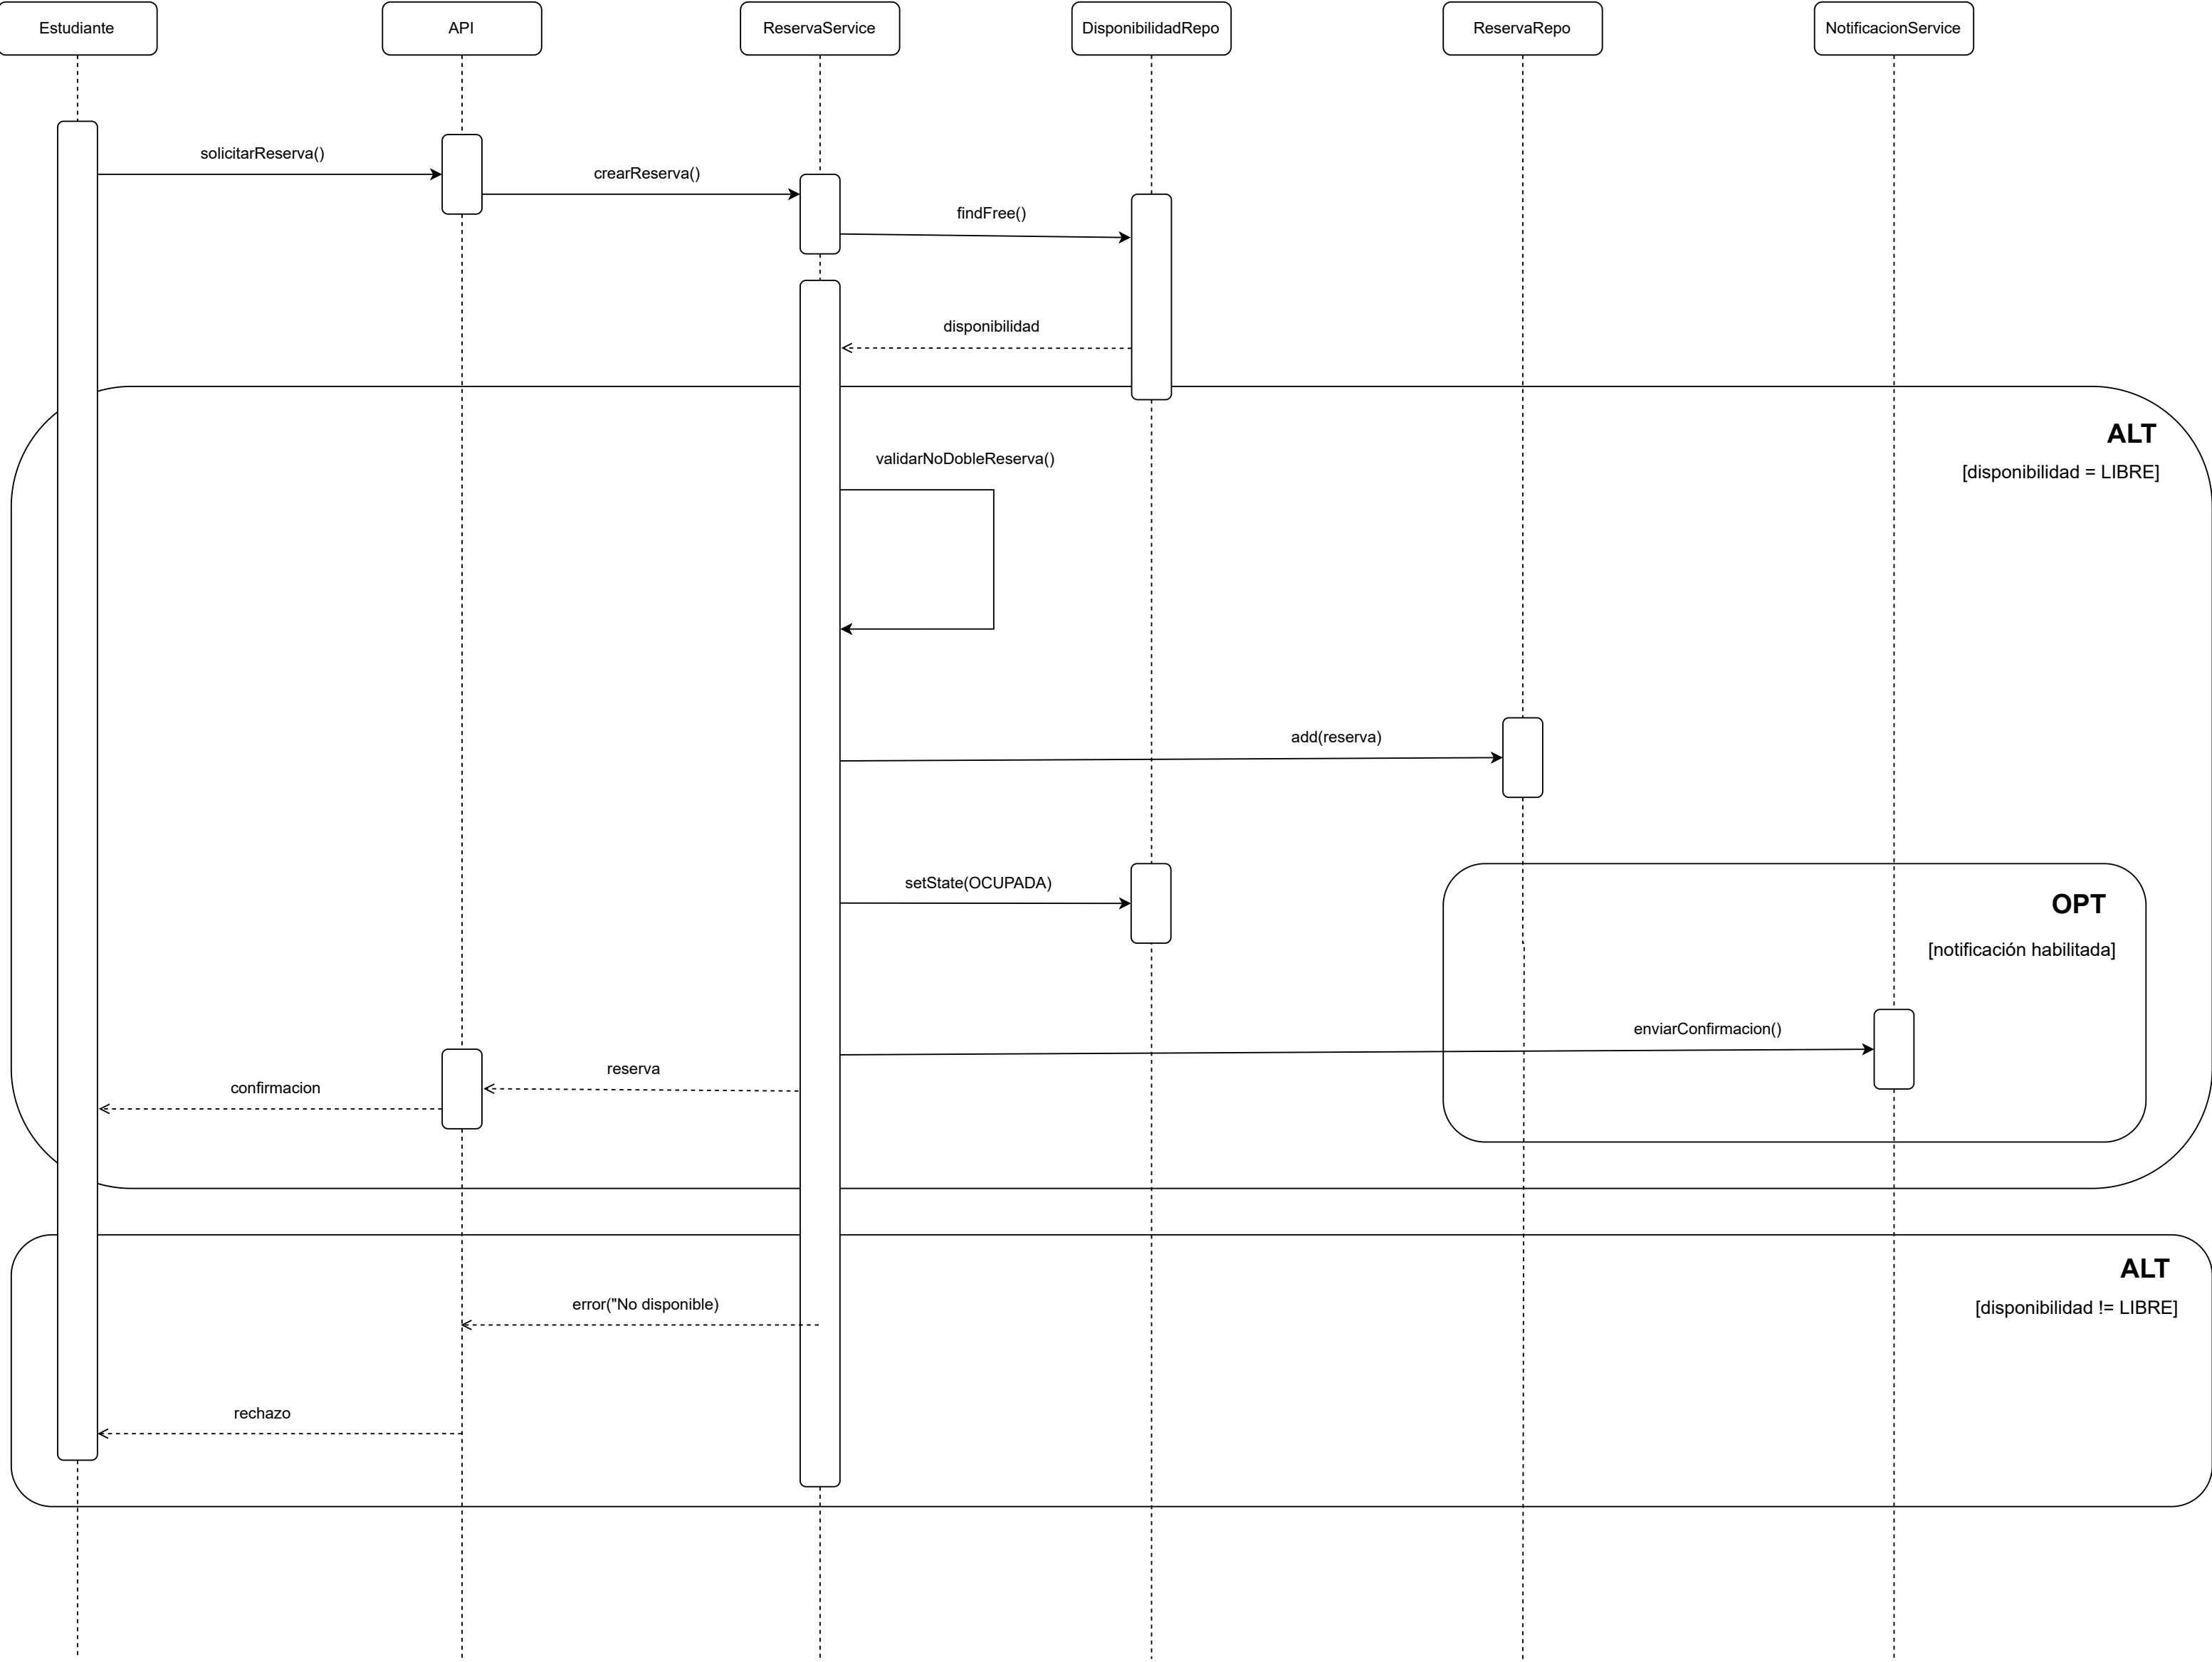 Estudiante
API
ReservaService
DisponibilidadRepo
ReservaRepo
NotificacionService
solicitarReserva()
crearReserva()
findFree()
disponibilidad
ALT
[disponibilidad = LIBRE]
validarNoDobleReserva()
add(reserva)
setState(OCUPADA)
OPT
[notificación habilitada]
enviarConfirmacion()
reserva
confirmacion
ALT
[disponibilidad != LIBRE]
error("No disponible)
rechazo